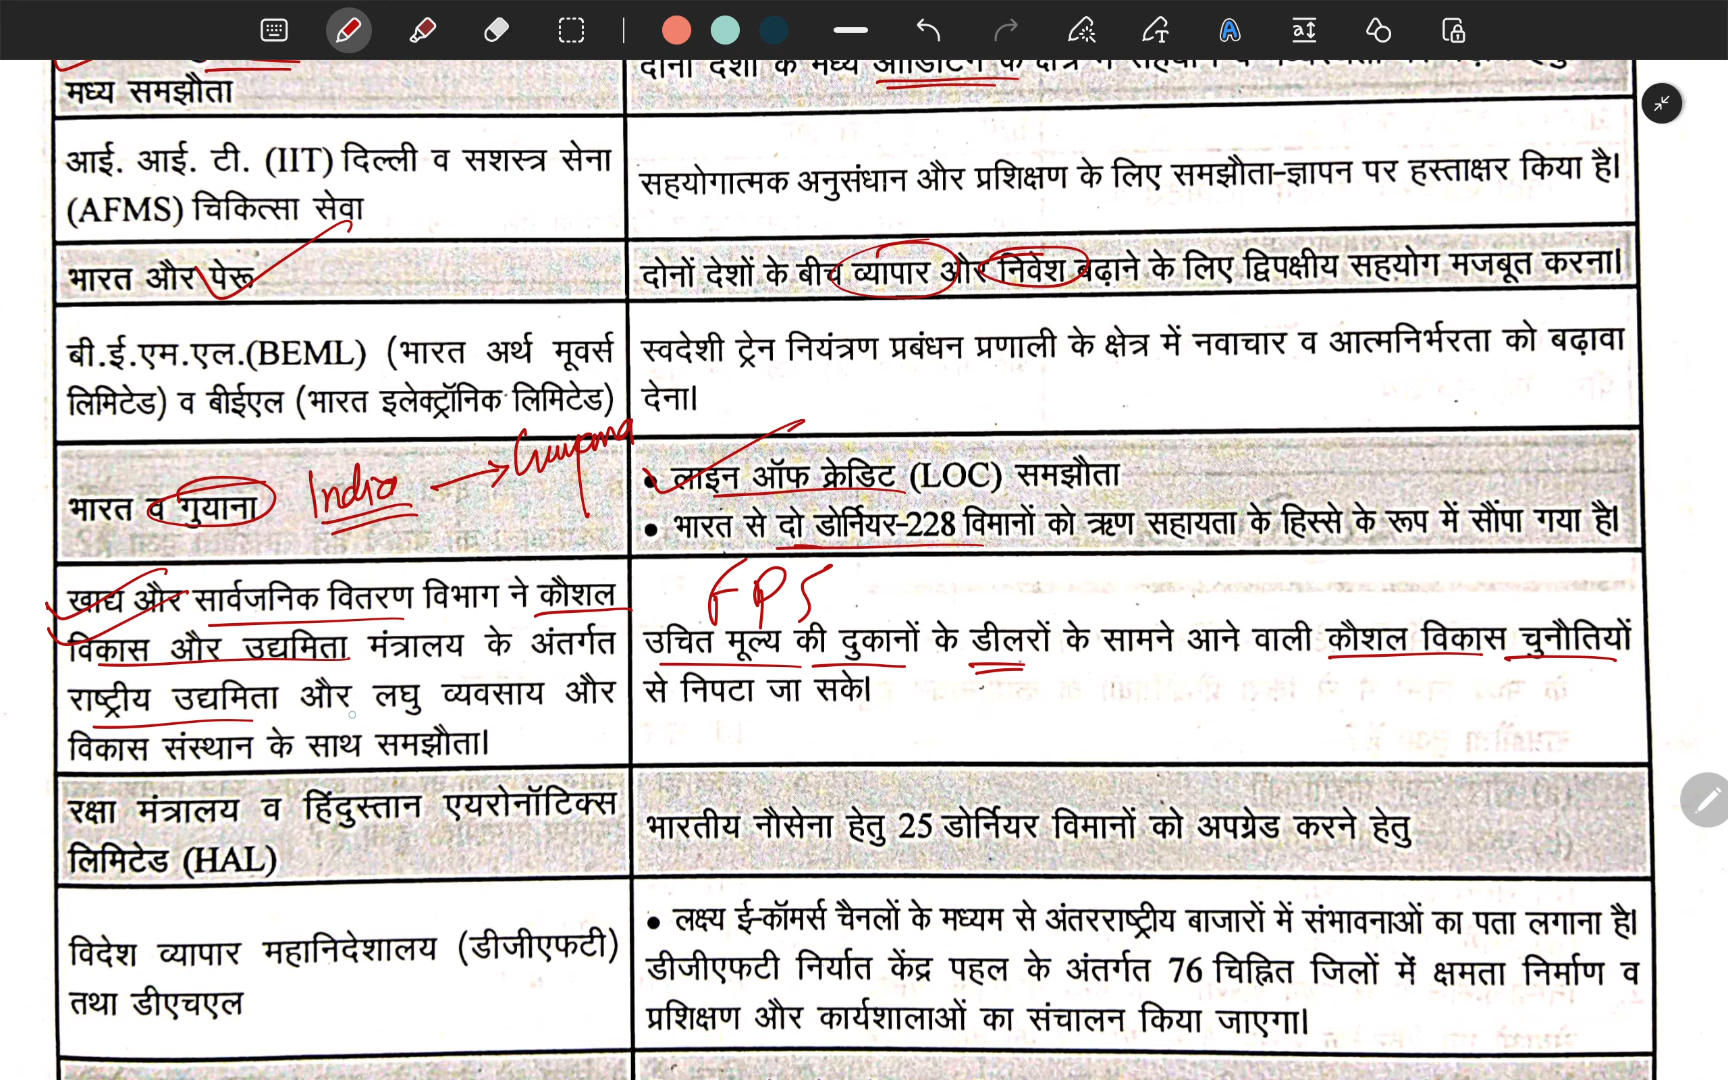 मध्य समझौता
दोनों देशों के मध्य ऑडिटिंग के क्षेत्र में
आई. आई. टी. (IIT) दिल्ली व सशस्त्र सेना
(AFMS) चिकित्सा सेवा
सहयोगात्मक अनुसंधान और प्रशिक्षण के लिए समझौता-ज्ञापन पर हस्ताक्षर किया है।
भारत और पेरू
दोनों देशों के बीच व्यापार और निवेश बढ़ाने के लिए द्विपक्षीय सहयोग मजबूत करना।
बी.ई.एम.एल.(BEML) (भारत अर्थ मूवर्स
लिमिटेड) व बीईएल (भारत इलेक्ट्रॉनिक लिमिटेड)
स्वदेशी ट्रेन नियंत्रण प्रबंधन प्रणाली के क्षेत्र में नवाचार व आत्मनिर्भरता को बढ़ावा
देना।
भारत व गुयाना
India → Guyana
• लाइन ऑफ क्रेडिट (LOC) समझौता
• भारत से दो डोर्नियर-228 विमानों को ऋण सहायता के हिस्से के रूप में सौंपा गया है।
खाद्य और सार्वजनिक वितरण विभाग ने कौशल
विकास और उद्यमिता मंत्रालय के अंतर्गत
राष्ट्रीय उद्यमिता और लघु व्यवसाय और
विकास संस्थान के साथ समझौता।
FPS
उचित मूल्य की दुकानों के डीलरों के सामने आने वाली कौशल विकास चुनौतियों
से निपटा जा सके।
रक्षा मंत्रालय व हिंदुस्तान एयरोनॉटिक्स
लिमिटेड (HAL)
भारतीय नौसेना हेतु 25 डोर्नियर विमानों को अपग्रेड करने हेतु
विदेश व्यापार महानिदेशालय (डीजीएफटी)
तथा डीएचएल
• लक्ष्य ई-कॉमर्स चैनलों के मध्यम से अंतरराष्ट्रीय बाजारों में संभावनाओं का पता लगाना है।
डीजीएफटी निर्यात केंद्र पहल के अंतर्गत 76 चिह्नित जिलों में क्षमता निर्माण व
प्रशिक्षण और कार्यशालाओं का संचालन किया जाएगा।